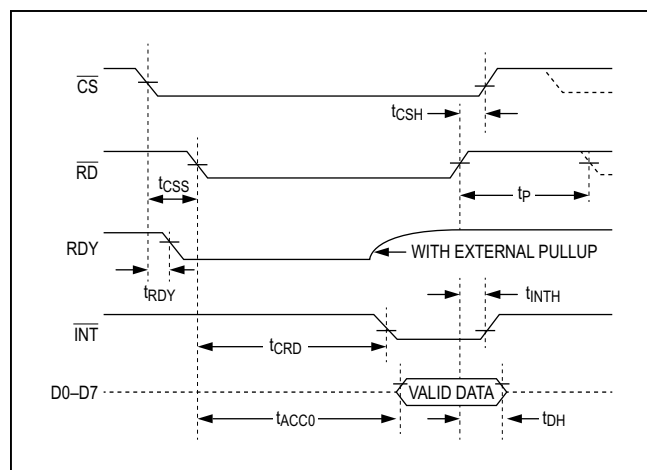 CS
tCSH
RD
tCSS
tP
RDY
WITH EXTERNAL PULLUP
tRDY
tINTH
INT
tCRD
D0–D7
VALID DATA
tACC0
tDH